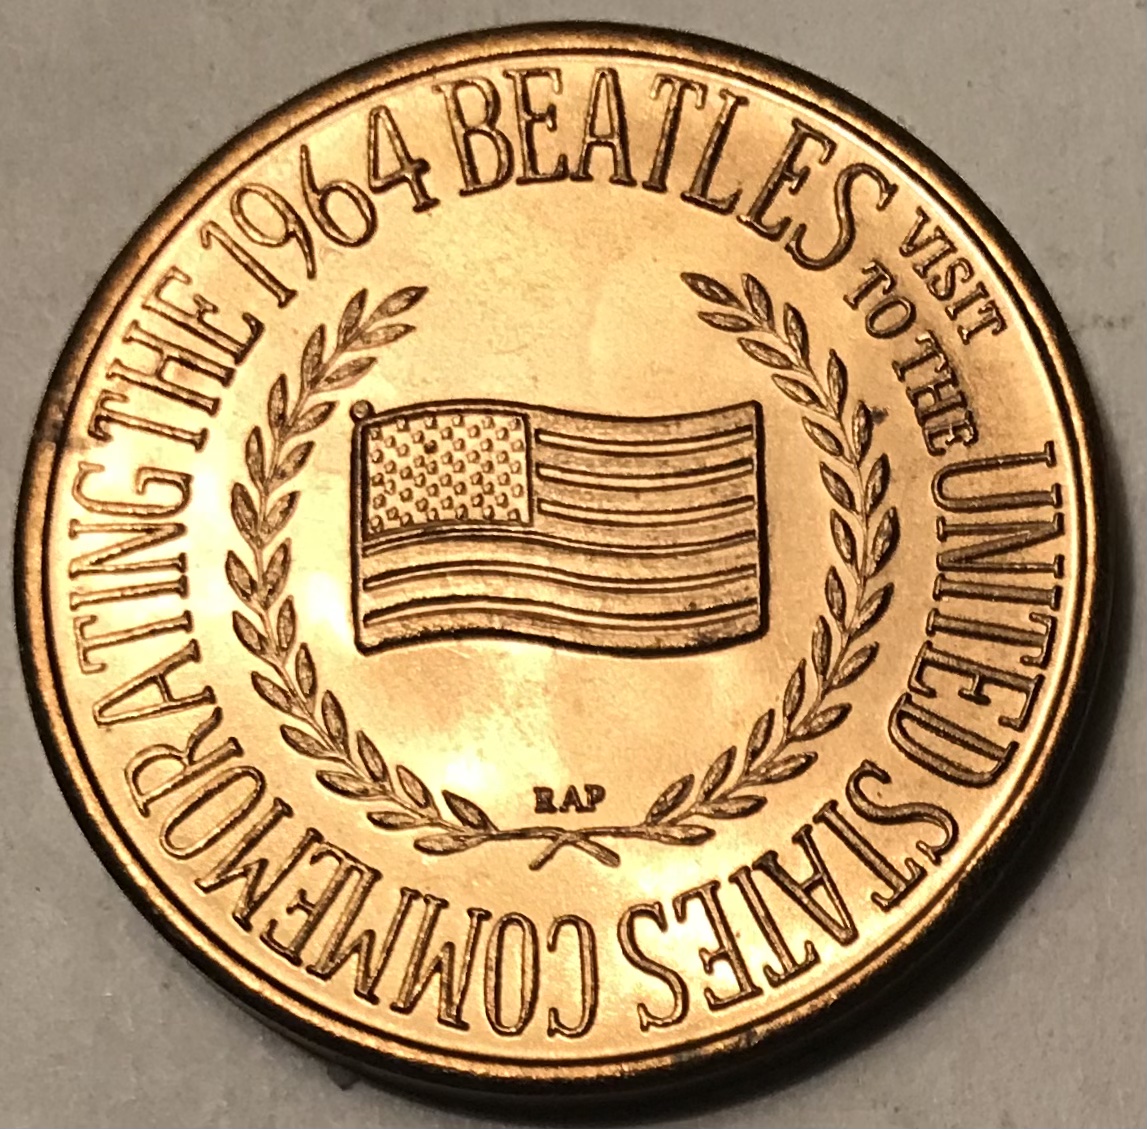 COMMEMORATING THE 1964 BEATLES VISIT TO THE UNITED STATES
RAP